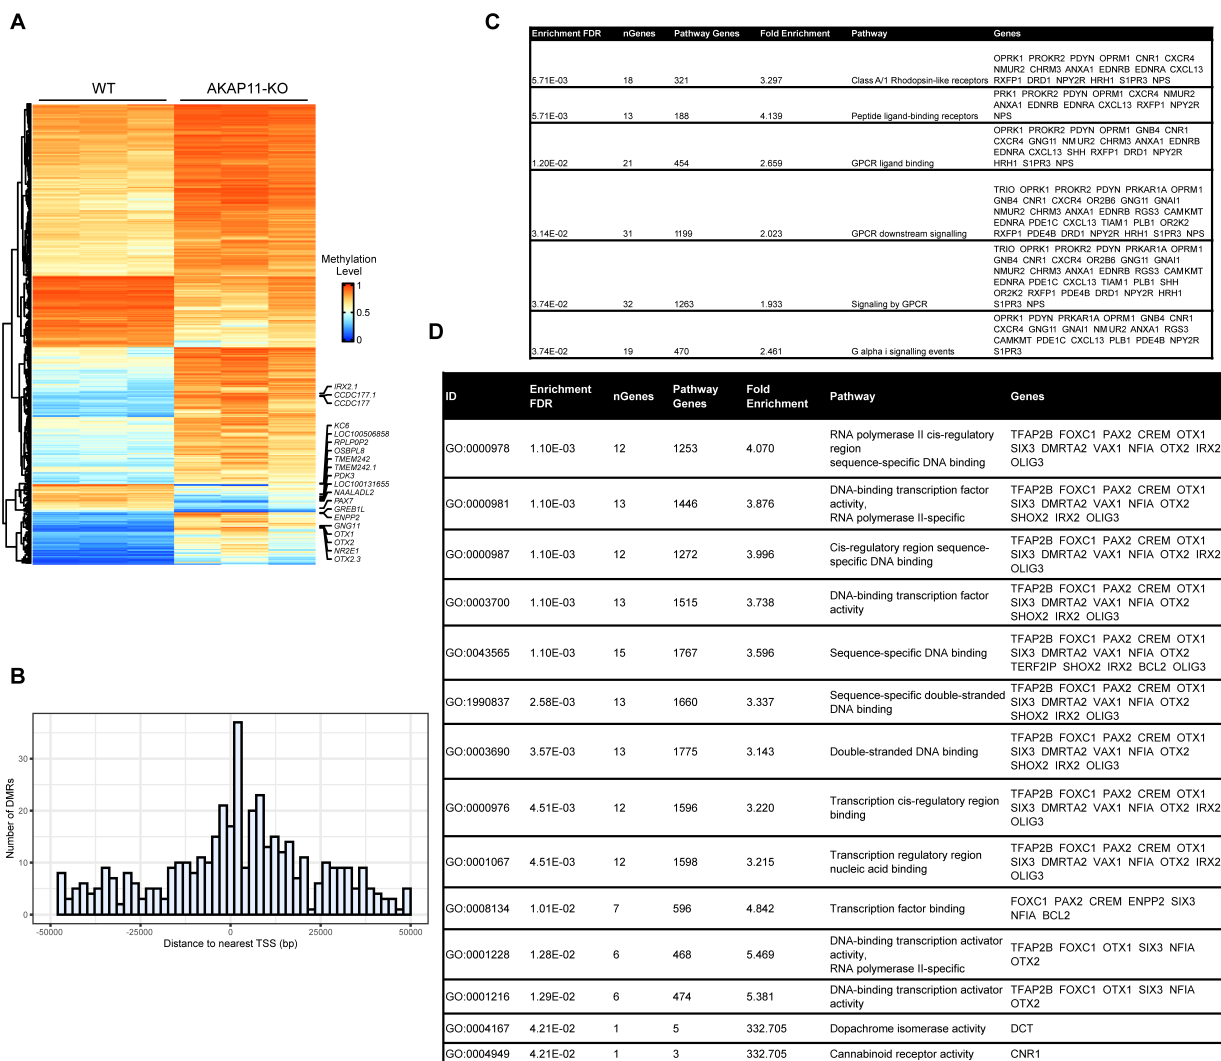 A
WT
AKAP11-KO
Methylation
Level
1
0.5
0
IRX2.1
CCDC177.1
CCDC177
KC6
LOC100506858
RPLP0P2
OSBPL8
TMEM242
TMEM242.1
PDK3
LOC100131655
NAALADL2
PAX7
GREB1L
ENPP2
GNG11
OTX1
OTX2
NR2E1
OTX2.3
B
Number of DMRs
30
20
10
0
-50000
-25000
0
25000
50000
Distance to nearest TSS (bp)
C
Enrichment FDR nGenes Pathway Genes Fold Enrichment Pathway Genes
OPRK1 PROKR2 PDYN OPRM1 CNR1 CXCR4
NMUR2 CHRM3 ANXA1 EDNRB EDNRA CXCL13
5.71E-03 18 321 3.297 Class A/1 Rhodopsin-like receptors RXFP1 DRD1 NPY2R HRH1 S1PR3 NPS
PRK1 PROKR2 PDYN OPRM1 CXCR4 NMUR2
ANXA1 EDNRB EDNRA CXCL13 RXFP1 NPY2R
5.71E-03 13 188 4.139 Peptide ligand-binding receptors NPS
OPRK1 PROKR2 PDYN OPRM1 GNB4 CNR1
CXCR4 GNG11 NMUR2 CHRM3 ANXA1 EDNRB
EDNRA CXCL13 SHH RXFP1 DRD1 NPY2R
1.20E-02 21 454 2.659 GPCR ligand binding HRH1 S1PR3 NPS
TRIO OPRK1 PROKR2 PDYN PRKAR1A OPRM1
GNB4 CNR1 CXCR4 OR2B6 GNG11 GNAI1
NMUR2 CHRM3 ANXA1 EDNRB RGS3 CAMKMT
EDNRA PDE1C CXCL13 TIAM1 PLB1 OR2K2
3.14E-02 31 1199 2.023 GPCR downstream signalling RXFP1 PDE4B DRD1 NPY2R HRH1 S1PR3 NPS
TRIO OPRK1 PROKR2 PDYN PRKAR1A OPRM1
GNB4 CNR1 CXCR4 OR2B6 GNG11 GNAI1
NMUR2 CHRM3 ANXA1 EDNRB RGS3 CAMKMT
EDNRA PDE1C CXCL13 TIAM1 PLB1 SHH
OR2K2 RXFP1 PDE4B DRD1 NPY2R HRH1
3.74E-02 32 1263 1.933 Signaling by GPCR S1PR3 NPS
OPRK1 PDYN PRKAR1A OPRM1 GNB4 CNR1
CXCR4 GNG11 GNAI1 NMUR2 ANXA1 RGS3
CAMKMT PDE1C CXCL13 PLB1 PDE4B NPY2R
3.74E-02 19 470 2.461 G alpha i signalling events S1PR3
D
ID Enrichment FDR nGenes Pathway Genes Fold Enrichment Pathway Genes
RNA polymerase II cis-regulatory TFAP2B FOXC1 PAX2 CREM OTX1
GO:0000978 1.10E-03 12 1253 4.070 region SIX3 DMRTA2 VAX1 NFIA OTX2 IRX2
sequence-specific DNA binding OLIG3
DNA-binding transcription factor TFAP2B FOXC1 PAX2 CREM OTX1
GO:0000981 1.10E-03 13 1446 3.876 activity, SIX3 DMRTA2 VAX1 NFIA OTX2
RNA polymerase II-specific SHOX2 IRX2 OLIG3
TFAP2B FOXC1 PAX2 CREM OTX1
GO:0000987 1.10E-03 12 1272 3.996 Cis-regulatory region sequence- SIX3 DMRTA2 VAX1 NFIA OTX2 IRX2
specific DNA binding OLIG3
TFAP2B FOXC1 PAX2 CREM OTX1
GO:0003700 1.10E-03 13 1515 3.738 DNA-binding transcription factor SIX3 DMRTA2 VAX1 NFIA OTX2
activity SHOX2 IRX2 OLIG3
TFAP2B FOXC1 PAX2 CREM OTX1
GO:0043565 1.10E-03 15 1767 3.596 Sequence-specific DNA binding SIX3 DMRTA2 VAX1 NFIA OTX2
TERF2IP SHOX2 IRX2 BCL2 OLIG3
TFAP2B FOXC1 PAX2 CREM OTX1
GO:1990837 2.58E-03 13 1660 3.337 Sequence-specific double-stranded SIX3 DMRTA2 VAX1 NFIA OTX2
DNA binding SHOX2 IRX2 OLIG3
TFAP2B FOXC1 PAX2 CREM OTX1
GO:0003690 3.57E-03 13 1775 3.143 Double-stranded DNA binding SIX3 DMRTA2 VAX1 NFIA OTX2
SHOX2 IRX2 OLIG3
TFAP2B FOXC1 PAX2 CREM OTX1
GO:0000976 4.51E-03 12 1596 3.220 Transcription cis-regulatory region SIX3 DMRTA2 VAX1 NFIA OTX2 IRX2
binding OLIG3
TFAP2B FOXC1 PAX2 CREM OTX1
GO:0001067 4.51E-03 12 1598 3.215 Transcription regulatory region SIX3 DMRTA2 VAX1 NFIA OTX2 IRX2
nucleic acid binding OLIG3
GO:0008134 1.01E-02 7 596 4.842 Transcription factor binding FOXC1 PAX2 CREM ENPP2 SIX3
NFIA BCL2
DNA-binding transcription activator
GO:0001228 1.28E-02 6 468 5.469 activity, TFAP2B FOXC1 OTX1 SIX3 NFIA
RNA polymerase II-specific OTX2
GO:0001216 1.29E-02 6 474 5.381 DNA-binding transcription activator TFAP2B FOXC1 OTX1 SIX3 NFIA
activity OTX2
GO:0004167 4.21E-02 1 5 332.705 Dopachrome isomerase activity DCT
GO:0004949 4.21E-02 1 3 332.705 Cannabinoid receptor activity CNR1